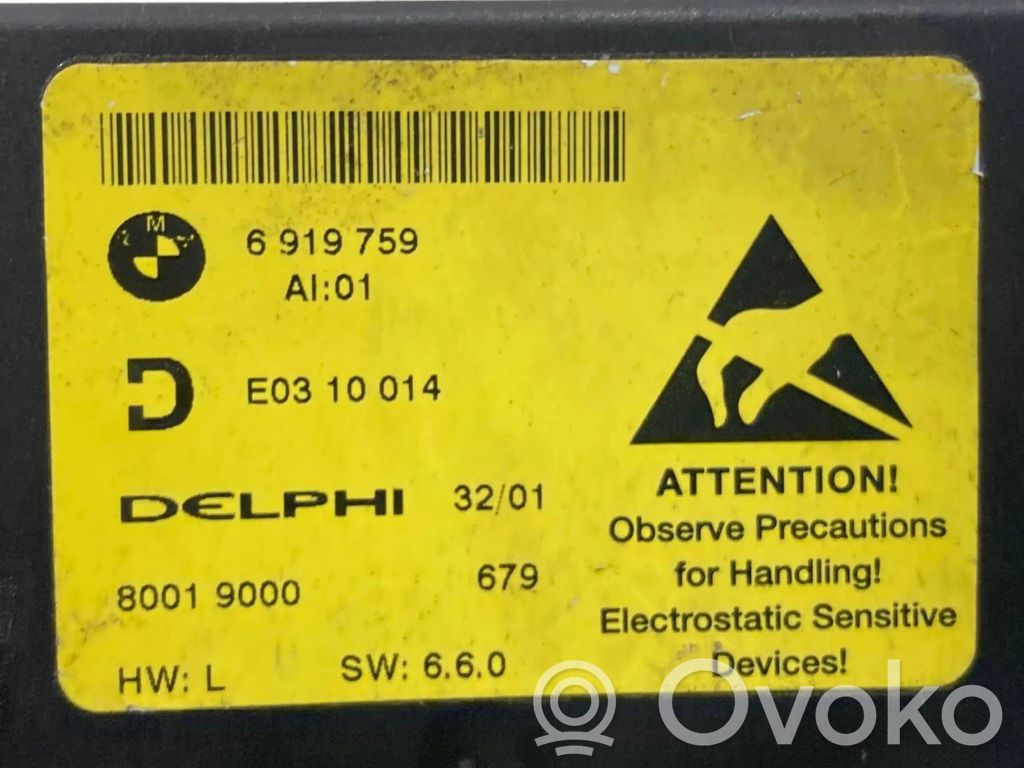 BMW
6 919 759
AI:01
E03 10 014
DELPHI 32/01
8001 9000 679
HW: L SW: 6.6.0
ATTENTION!
Observe Precautions
for Handling!
Electrostatic Sensitive
Devices!
Ovoko